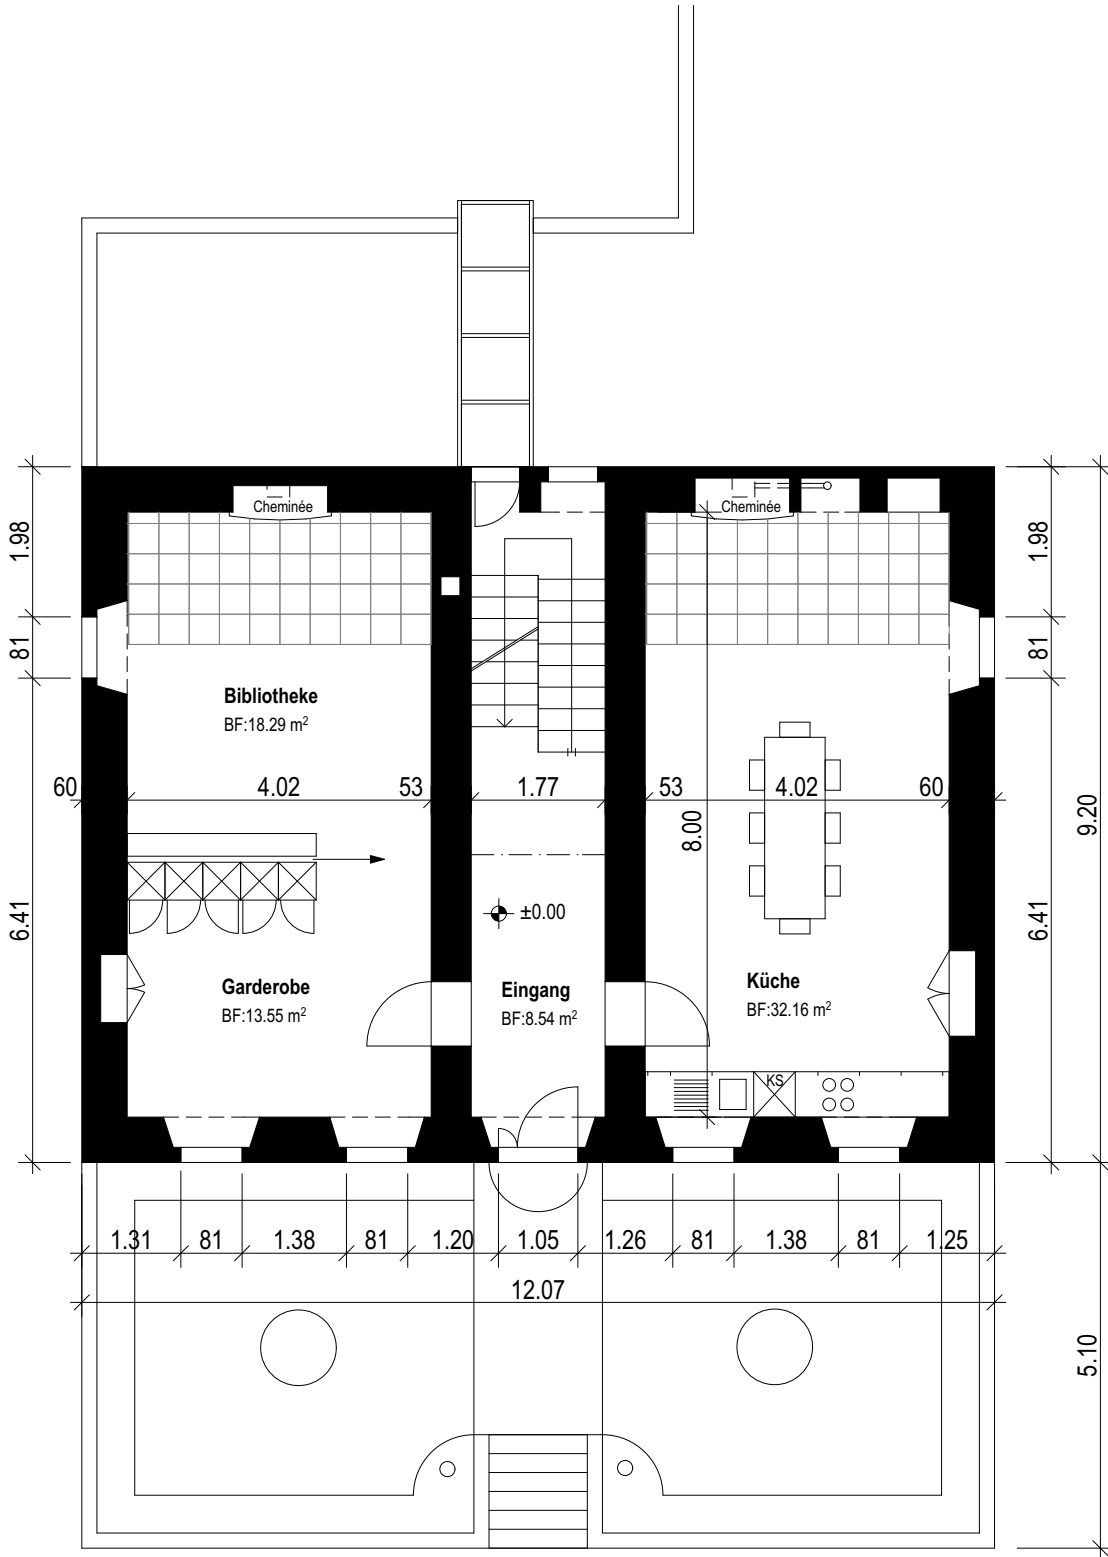 Cheminée
Cheminée
1.98
1.98
81
81
Bibliotheke
BF:18.29 m²
60
4.02
53
1.77
53
4.02
60
8.00
9.20
6.41
6.41
±0.00
Garderobe
BF:13.55 m²
Eingang
BF:8.54 m²
Küche
BF:32.16 m²
KS
1.31
81
1.38
81
1.20
1.05
1.26
81
1.38
81
1.25
12.07
5.10